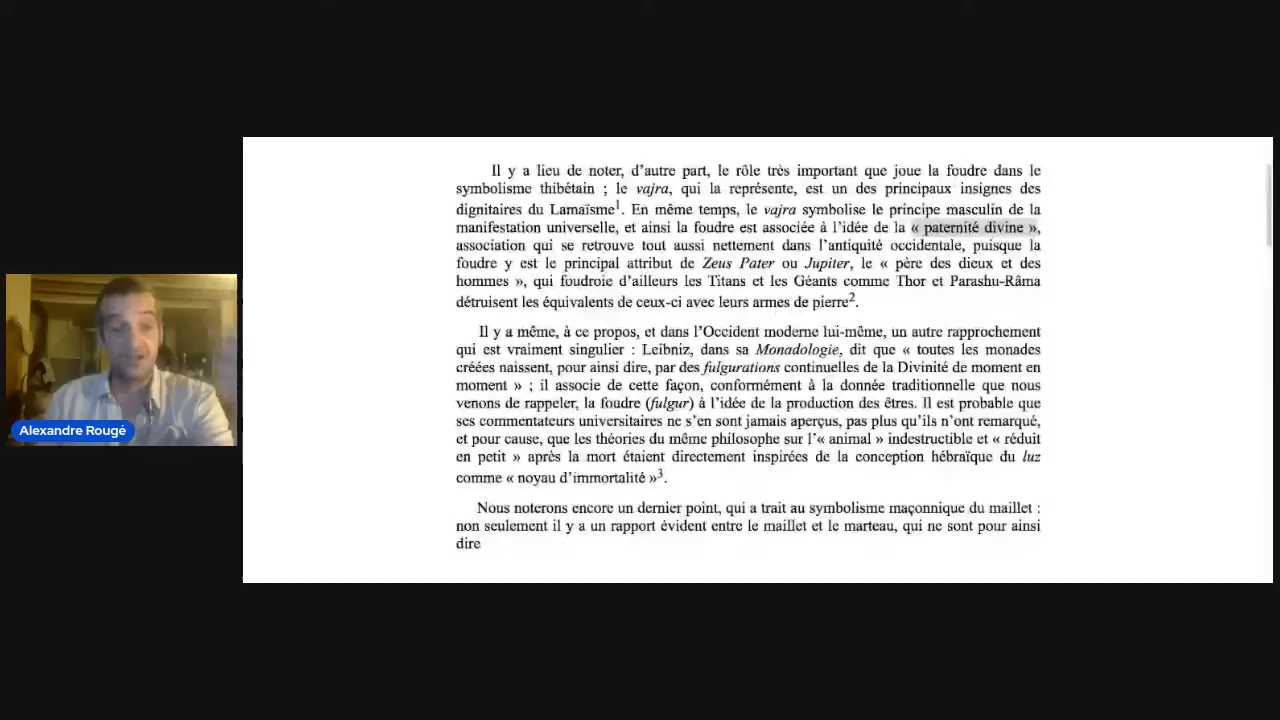 Il y a lieu de noter, d’autre part, le rôle très important que joue la foudre dans le
symbolisme thibétain ; le vajra, qui la représente, est un des principaux insignes des
dignitaires du Lamaïsme1. En même temps, le vajra symbolise le principe masculin de la
manifestation universelle, et ainsi la foudre est associée à l’idée de la « paternité divine »,
association qui se retrouve tout aussi nettement dans l’antiquité occidentale, puisque la
foudre y est le principal attribut de Zeus Pater ou Jupiter, le « père des dieux et des
hommes », qui foudroie d’ailleurs les Titans et les Géants comme Thor et Parashu-Râma
détruisent les équivalents de ceux-ci avec leurs armes de pierre2.
Il y a même, à ce propos, et dans l’Occident moderne lui-même, un autre rapprochement
qui est vraiment singulier : Leibniz, dans sa Monadologie, dit que « toutes les monades
créées naissent, pour ainsi dire, par des fulgurations continuelles de la Divinité de moment en
moment » ; il associe de cette façon, conformément à la donnée traditionnelle que nous
venons de rappeler, la foudre (fulgur) à l’idée de la production des êtres. Il est probable que
ses commentateurs universitaires ne s’en sont jamais aperçus, pas plus qu’ils n’ont remarqué,
et pour cause, que les théories du même philosophe sur l’« animal » indestructible et « réduit
en petit » après la mort étaient directement inspirées de la conception hébraïque du luz
comme « noyau d’immortalité »3.
Nous noterons encore un dernier point, qui a trait au symbolisme maçonnique du maillet :
non seulement il y a un rapport évident entre le maillet et le marteau, qui ne sont pour ainsi
dire
Alexandre Rougé